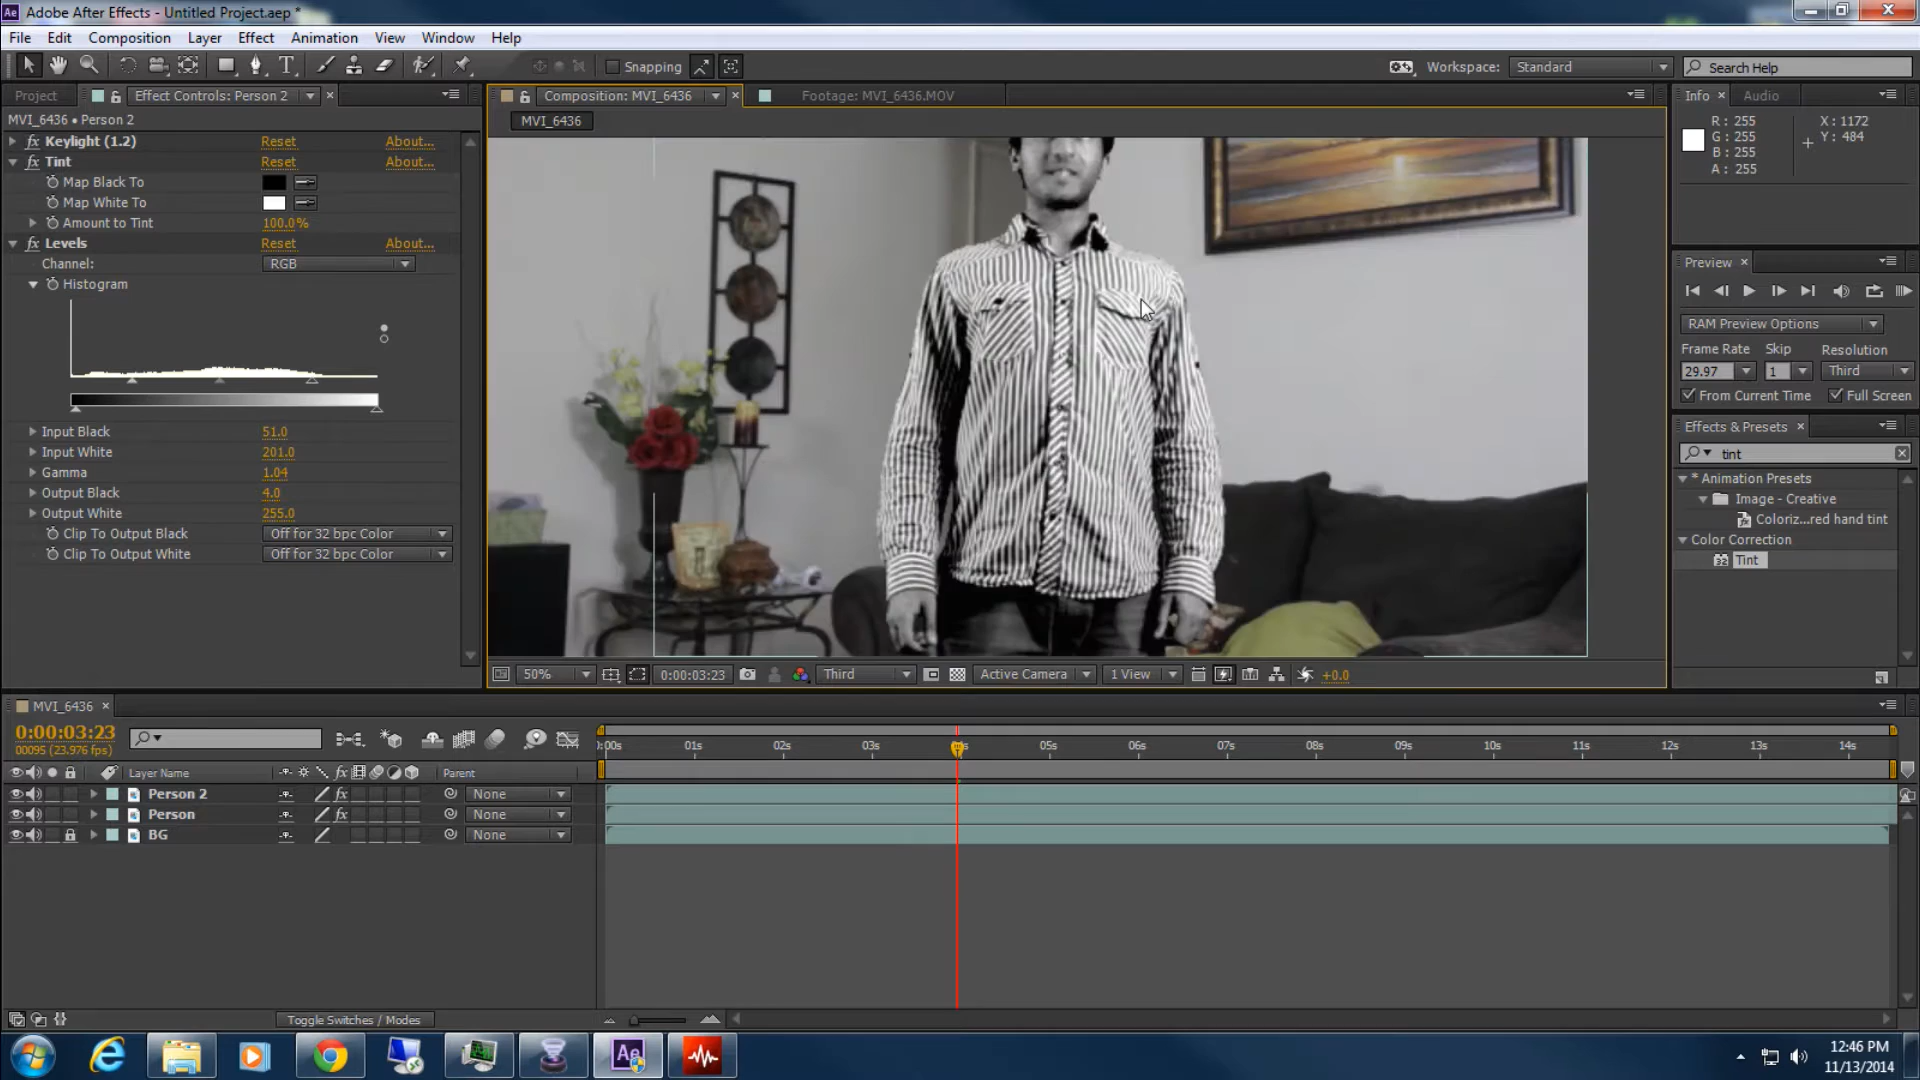 Adobe After Effects - Untitled Project.aep *
File Edit Composition Layer Effect Animation View Window Help
Snapping Workspace: Standard Search Help
Project Effect Controls: Person 2 Composition: MVI_6436 Footage: MVI_6436.MOV Info Audio
MVI_6436 • Person 2 MVI_6436
R: 255 X: 1172
G: 255 Y: 484
B: 255
A: 255
Keylight (1.2) Reset About...
Tint Reset About...
Map Black To
Map White To
Amount to Tint 100.0%
Levels Reset About...
Channel: RGB
Histogram
Input Black 51.0
Input White 201.0
Gamma 1.04
Output Black 4.0
Output White 255.0
Clip To Output Black Off for 32 bpc Color
Clip To Output White Off for 32 bpc Color
Preview
RAM Preview Options
Frame Rate Skip Resolution
29.97 1 Third
From Current Time Full Screen
Effects & Presets
tint
* Animation Presets
Image - Creative
Coloriz...red hand tint
Color Correction
32 Tint
50% 0:00:03:23 Third Active Camera 1 View +0.0
MVI_6436
0:00:03:23
00095 (23.976 fps)
:00s 01s 02s 03s s 05s 06s 07s 08s 09s 10s 11s 12s 13s 14s
Layer Name fx Parent
Person 2 fx None
Person fx None
BG None
Toggle Switches / Modes
Ae
12:46 PM
11/13/2014